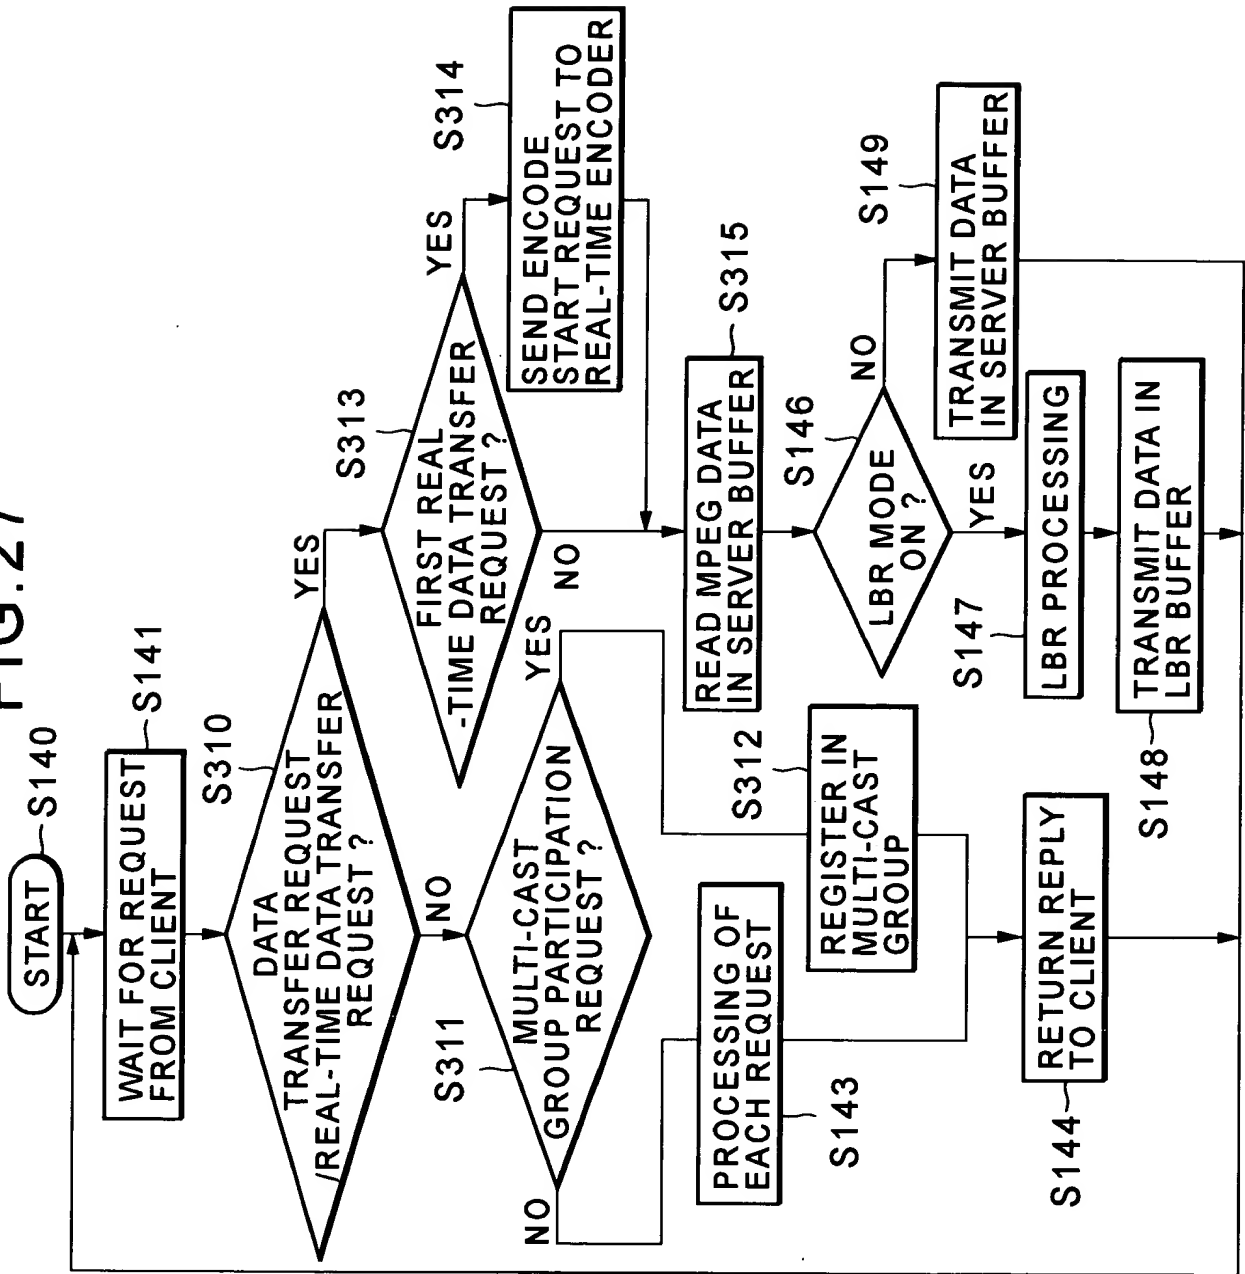 FIG.27
START
S140
WAIT FOR REQUEST
FROM CLIENT
S141
DATA
TRANSFER REQUEST
/REAL-TIME DATA TRANSFER
REQUEST ?
S310
YES
NO
MULTI-CAST
GROUP PARTICIPATION
REQUEST ?
S311
YES
NO
FIRST REAL
-TIME DATA TRANSFER
REQUEST ?
S313
YES
NO
SEND ENCODE
START REQUEST TO
REAL-TIME ENCODER
S314
PROCESSING OF
EACH REQUEST
S143
REGISTER IN
MULTI-CAST
GROUP
S312
READ MPEG DATA
IN SERVER BUFFER
S315
LBR MODE
ON ?
S146
NO
YES
TRANSMIT DATA
IN SERVER BUFFER
S149
LBR PROCESSING
S147
TRANSMIT DATA IN
LBR BUFFER
S148
RETURN REPLY
TO CLIENT
S144